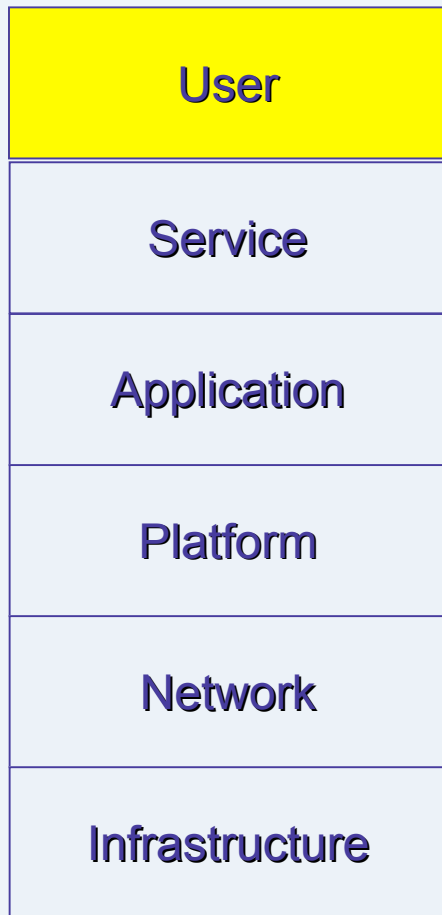 User
Service
Application
Platform
Network
Infrastructure